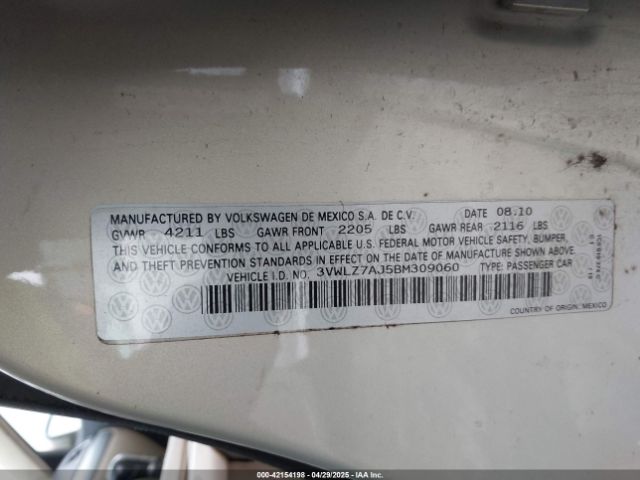 MANUFACTURED BY VOLKSWAGEN DE MEXICO S.A. DE C.V. DATE 08.10
GVWR 4211 LBS GAWR FRONT 2205 LBS GAWR REAR 2116 LBS
THIS VEHICLE CONFORMS TO ALL APPLICABLE U.S. FEDERAL MOTOR VEHICLE SAFETY, BUMPER,
AND THEFT PREVENTION STANDARDS IN EFFECT ON THE DATE OF MANUFACTURE SHOWN ABOVE.
VEHICLE I.D. NO. 3VWLZ7AJ5BM309060 TYPE: PASSENGER CAR
COUNTRY OF ORIGIN: MEXICO
000-42154198 - 04/29/2025 - IAAI.com